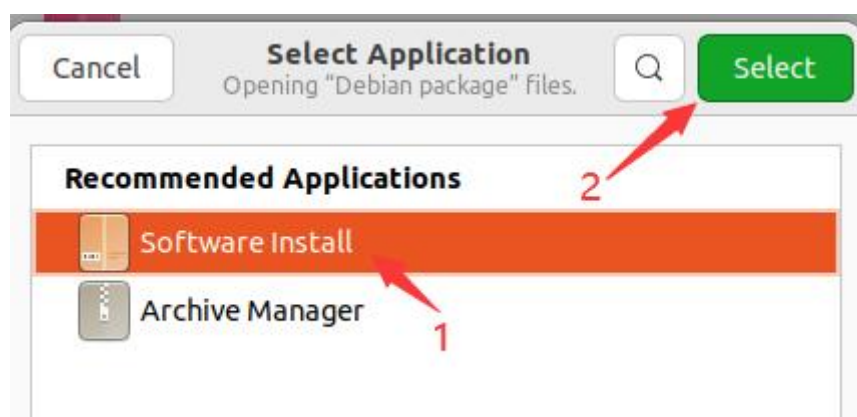 Cancel
Select Application
Opening "Debian package" files.
Select
Recommended Applications
2
Software Install
Archive Manager
1